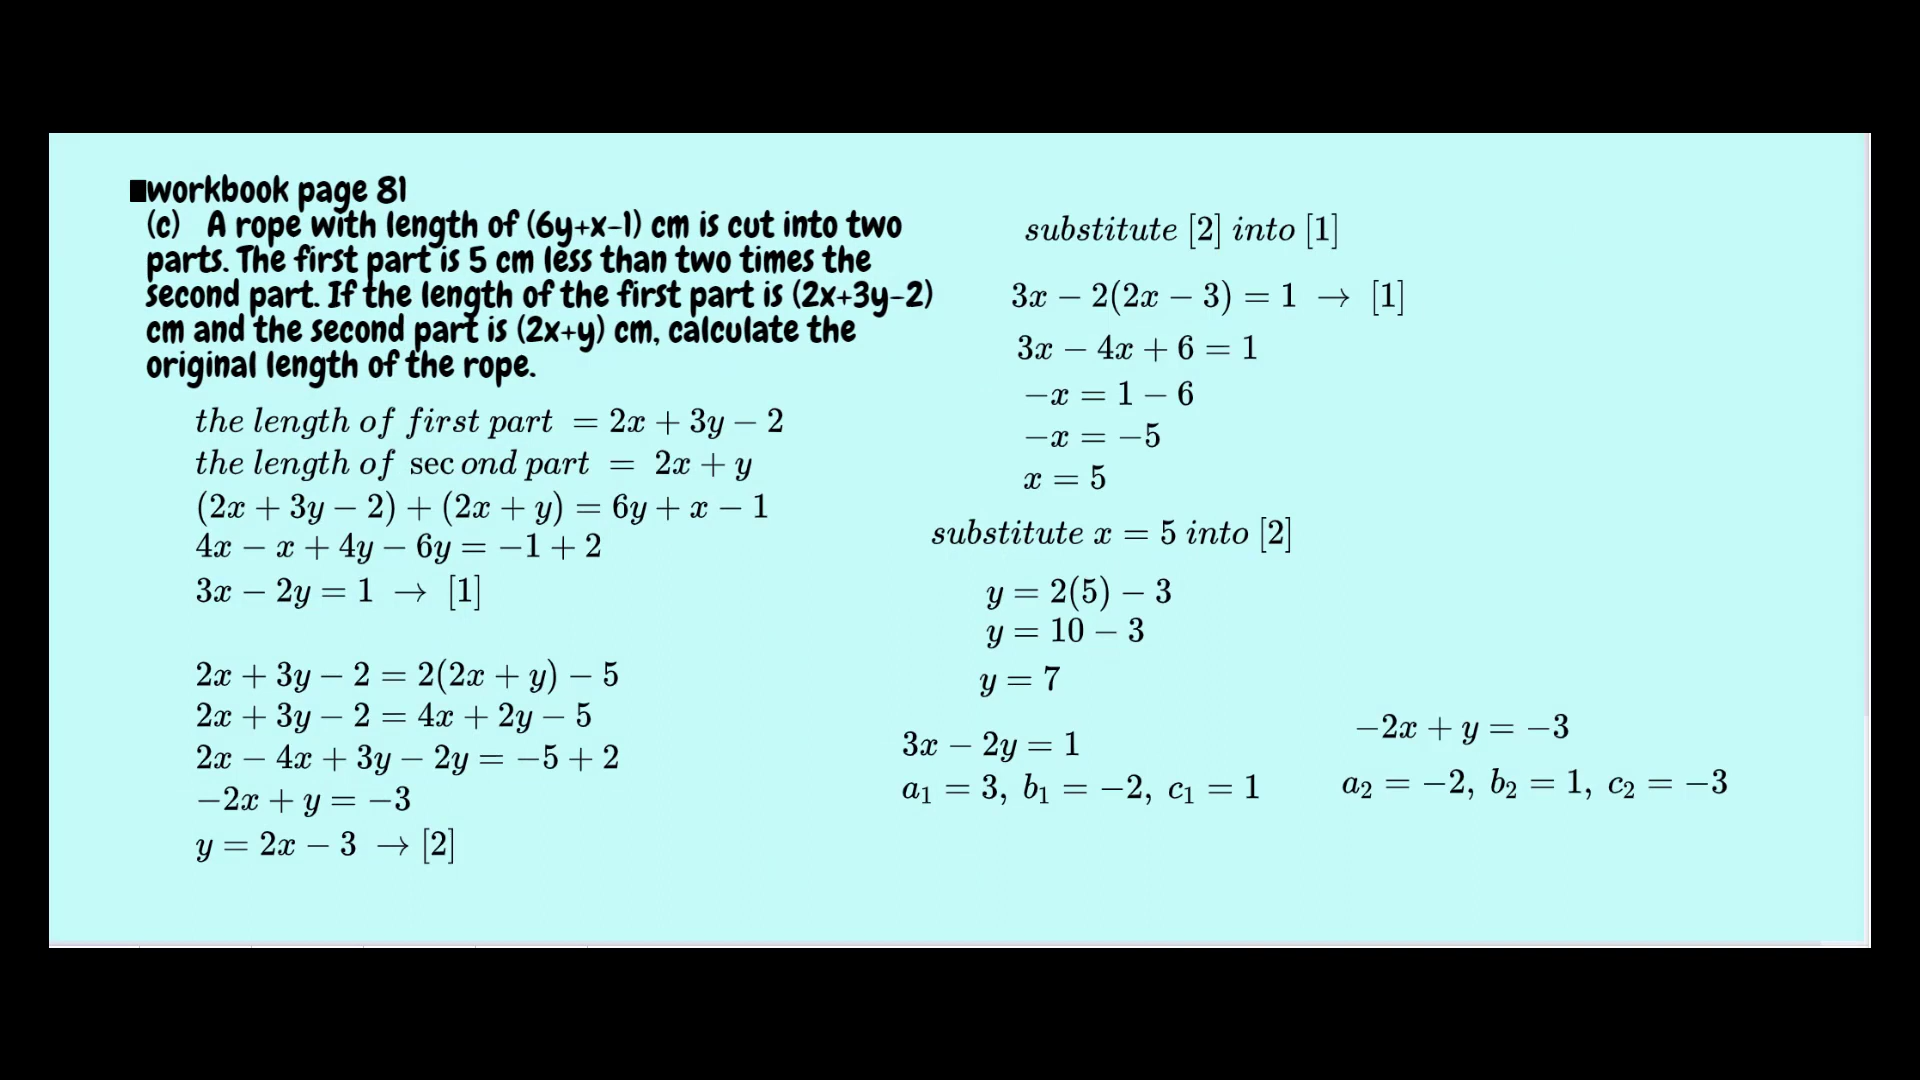 ■workbook page 81
(c) A rope with length of (6y+x-1) cm is cut into two
parts. The first part is 5 cm less than two times the
second part. If the length of the first part is (2x+3y-2)
cm and the second part is (2x+y) cm, calculate the
original length of the rope.
the length of first part = 2x + 3y − 2
the length of second part = 2x + y
(2x + 3y − 2) + (2x + y) = 6y + x − 1
4x − x + 4y − 6y = −1 + 2
3x − 2y = 1 → [1]
2x + 3y − 2 = 2(2x + y) − 5
2x + 3y − 2 = 4x + 2y − 5
2x − 4x + 3y − 2y = −5 + 2
−2x + y = −3
y = 2x − 3 → [2]
substitute [2] into [1]
3x − 2(2x − 3) = 1 → [1]
3x − 4x + 6 = 1
−x = 1 − 6
−x = −5
x = 5
substitute x = 5 into [2]
y = 2(5) − 3
y = 10 − 3
y = 7
3x − 2y = 1
a₁ = 3, b₁ = −2, c₁ = 1
−2x + y = −3
a₂ = −2, b₂ = 1, c₂ = −3